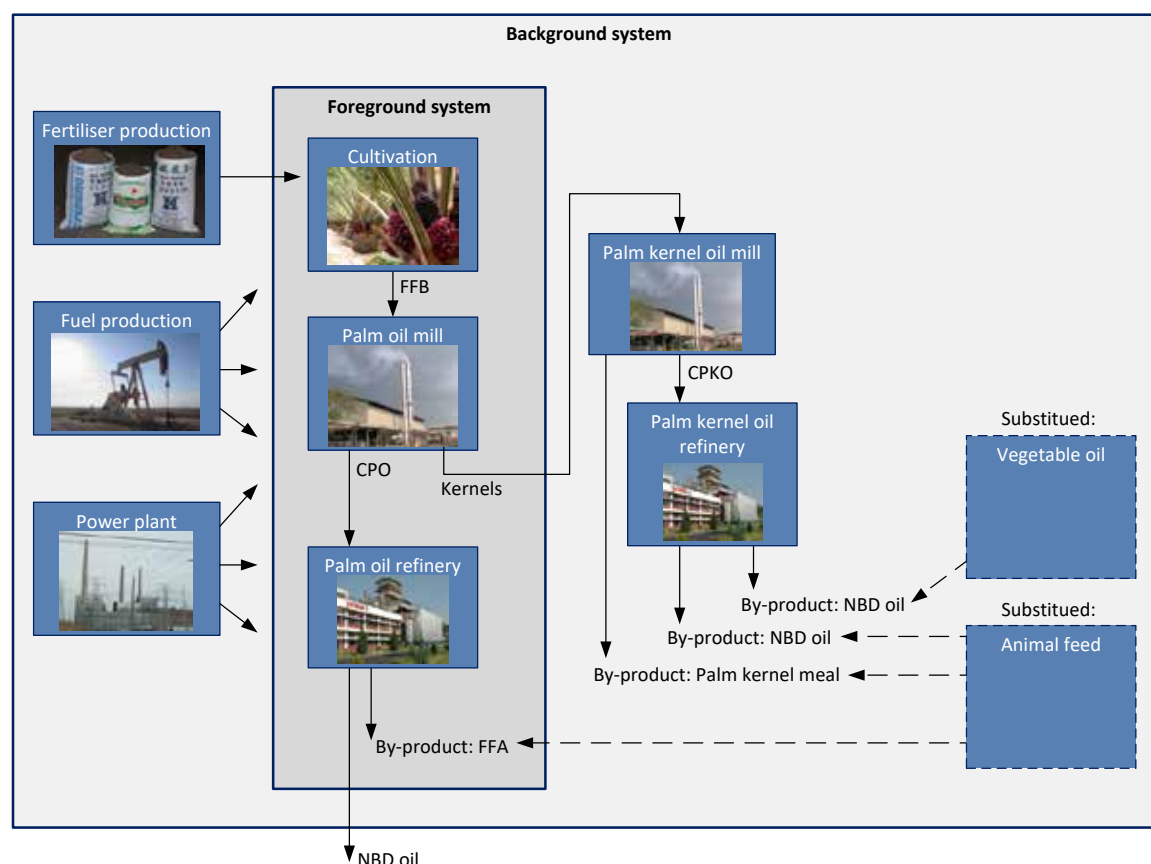 Background system
Foreground system
Fertiliser production
Cultivation
FFB
Fuel production
Palm oil mill
CPO
Kernels
Power plant
Palm oil refinery
By-product: FFA
NBD oil
Palm kernel oil mill
CPKO
Palm kernel oil
refinery
By-product: NBD oil
By-product: NBD oil
By-product: Palm kernel meal
Substitued:
Vegetable oil
Substitued:
Animal feed